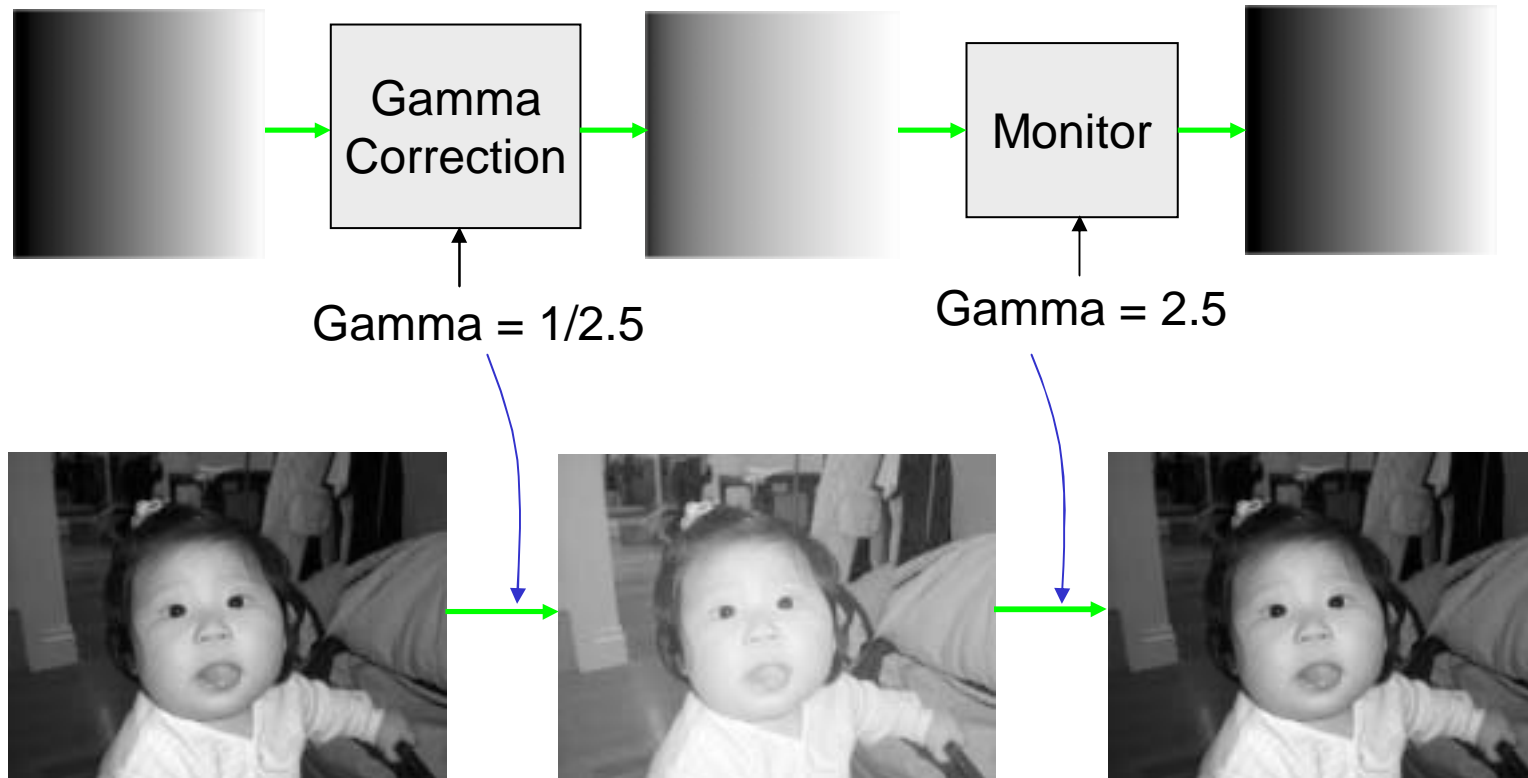 Gamma
Correction
Monitor
Gamma = 1/2.5
Gamma = 2.5